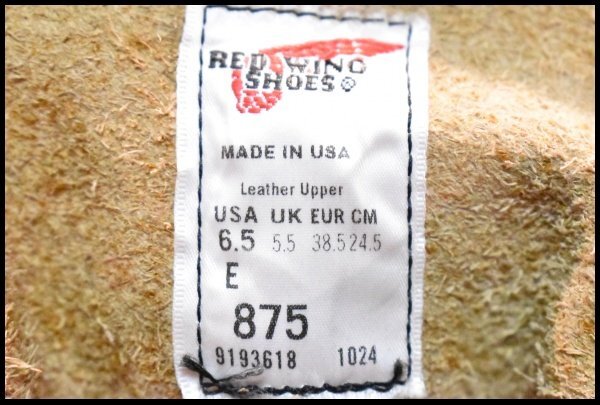 RED WING
SHOES®
MADE IN USA
Leather Upper
USA UK EUR CM
6.5 5.5 38.5 24.5
E
875
9193618 1024